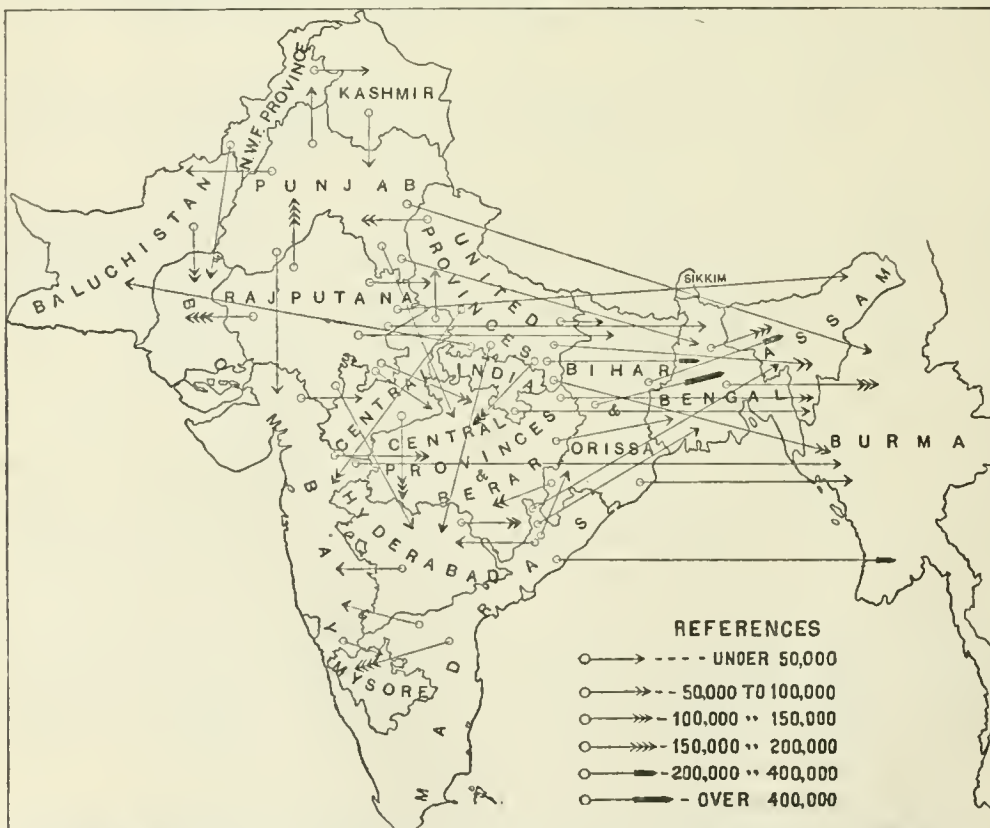 N.W.F. PROVINCE
KASHMIR
PUNJAB
BALUCHISTAN
UNITED
PROVINCES
SIKKIM
RAJPUTANA
ASSAM
BIHAR
&
ORISSA
BENGAL
CENTRAL INDIA
CENTRAL
PROVINCES
&
BERAR
BURMA
BOMBAY
HYDERABAD
MYSORE
MADRAS
REFERENCES
---- UNDER 50,000
-- 50,000 TO 100,000
- 100,000 " 150,000
- 150,000 " 200,000
- 200,000 " 400,000
- OVER 400,000